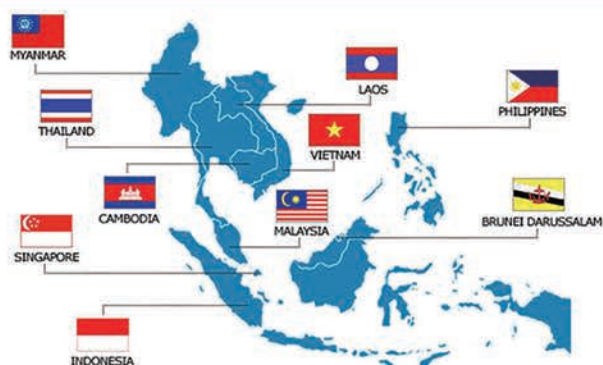 MYANMAR
LAOS
PHILIPPINES
THAILAND
VIETNAM
CAMBODIA
MALAYSIA
BRUNEI DARUSSALAM
SINGAPORE
INDONESIA